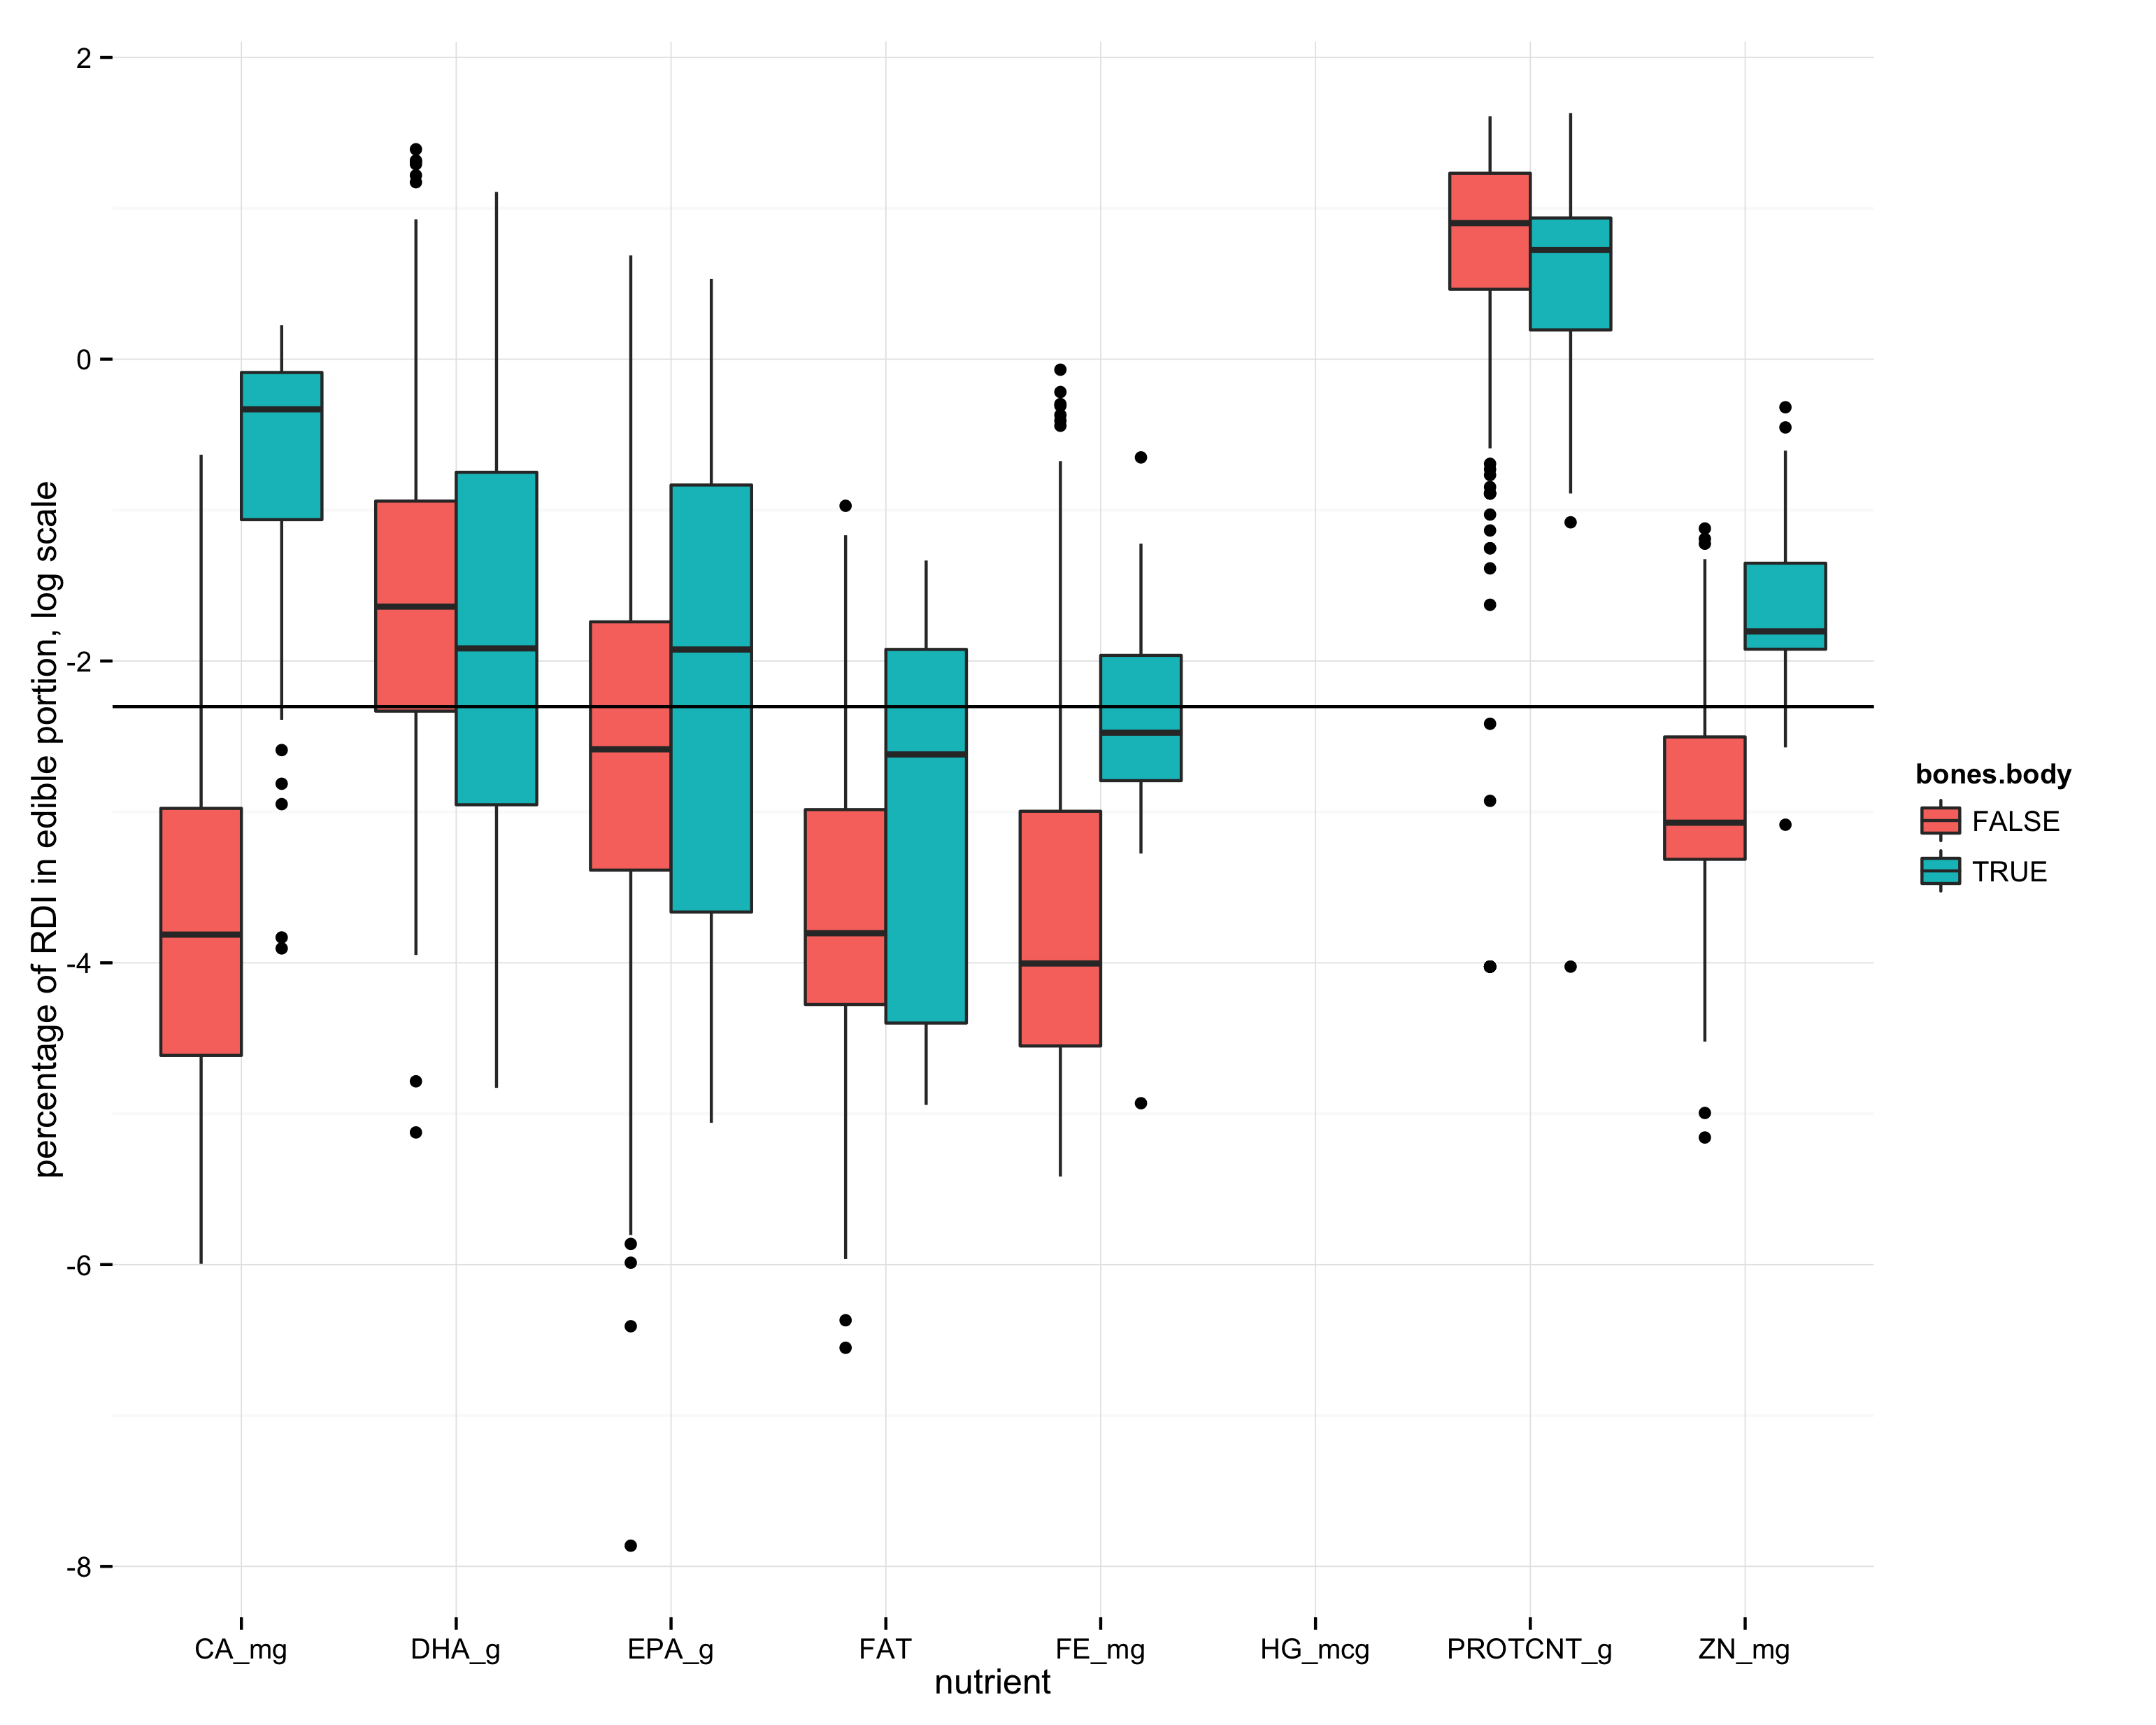 percentage of RDI in edible portion, log scale
2
0
-2
-4
-6
-8
CA_mg DHA_g EPA_g FAT FE_mg HG_mcg PROTCNT_g ZN_mg
nutrient
bones.body
FALSE
TRUE